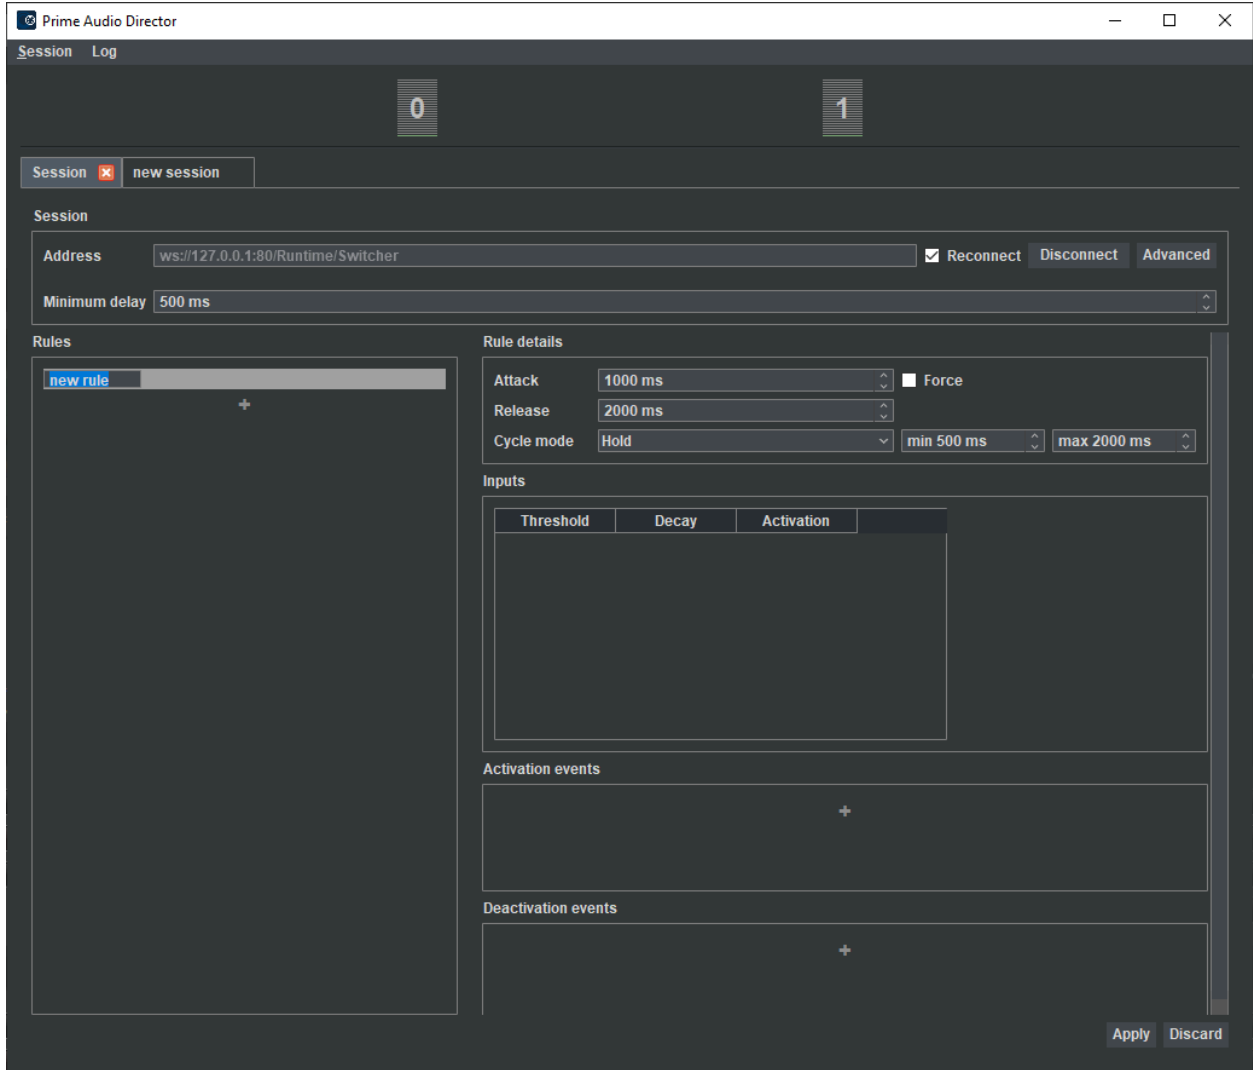 Prime Audio Director
Session Log
0 1
Session new session
Session
Address ws://127.0.0.1:80/Runtime/Switcher Reconnect Disconnect Advanced
Minimum delay 500 ms
Rules
new rule
Rule details
Attack 1000 ms Force
Release 2000 ms
Cycle mode Hold min 500 ms max 2000 ms
Inputs
Threshold Decay Activation
Activation events
Deactivation events
Apply Discard